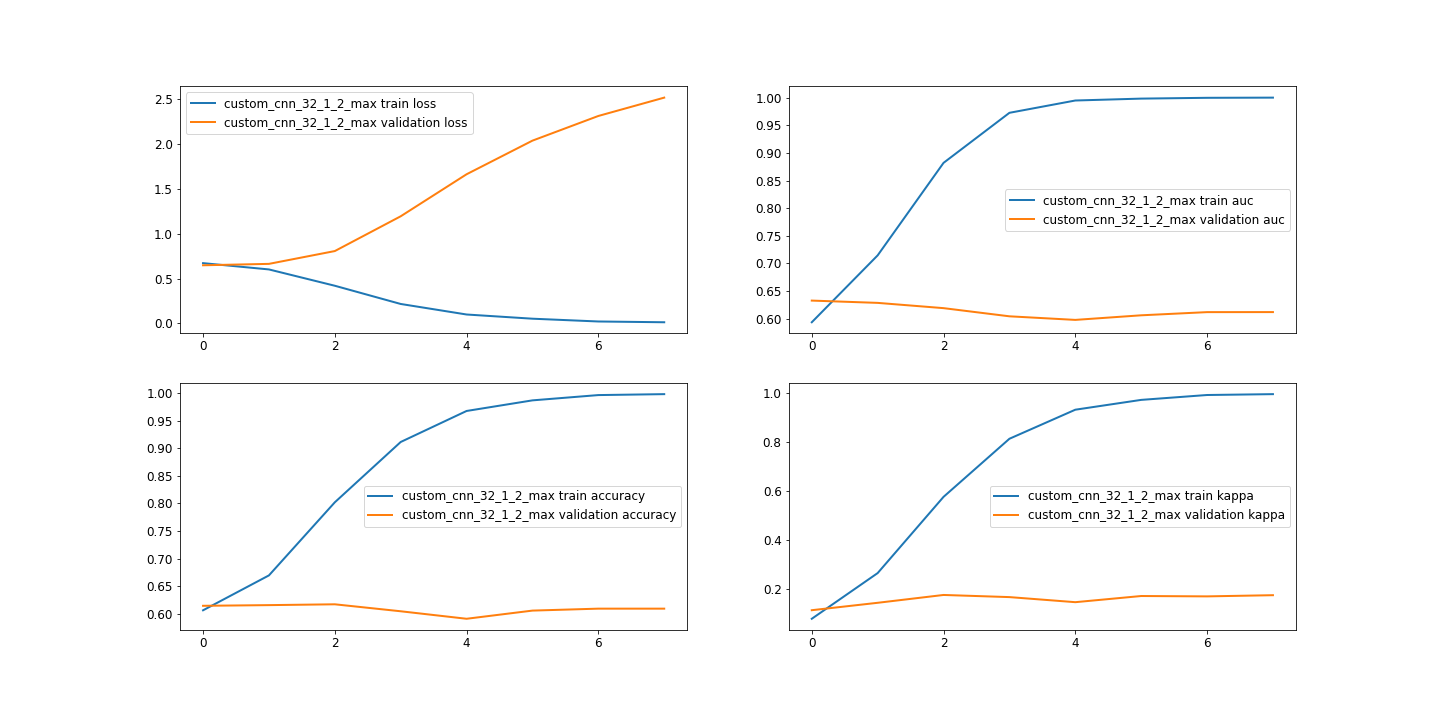 2.5
2.0
1.5
1.0
0.5
0.0
custom_cnn_32_1_2_max train loss
custom_cnn_32_1_2_max validation loss
0 2 4 6
1.00
0.95
0.90
0.85
0.80
0.75
0.70
0.65
0.60
custom_cnn_32_1_2_max train auc
custom_cnn_32_1_2_max validation auc
0 2 4 6
1.00
0.95
0.90
0.85
0.80
0.75
0.70
0.65
0.60
custom_cnn_32_1_2_max train accuracy
custom_cnn_32_1_2_max validation accuracy
0 2 4 6
1.0
0.8
0.6
0.4
0.2
custom_cnn_32_1_2_max train kappa
custom_cnn_32_1_2_max validation kappa
0 2 4 6